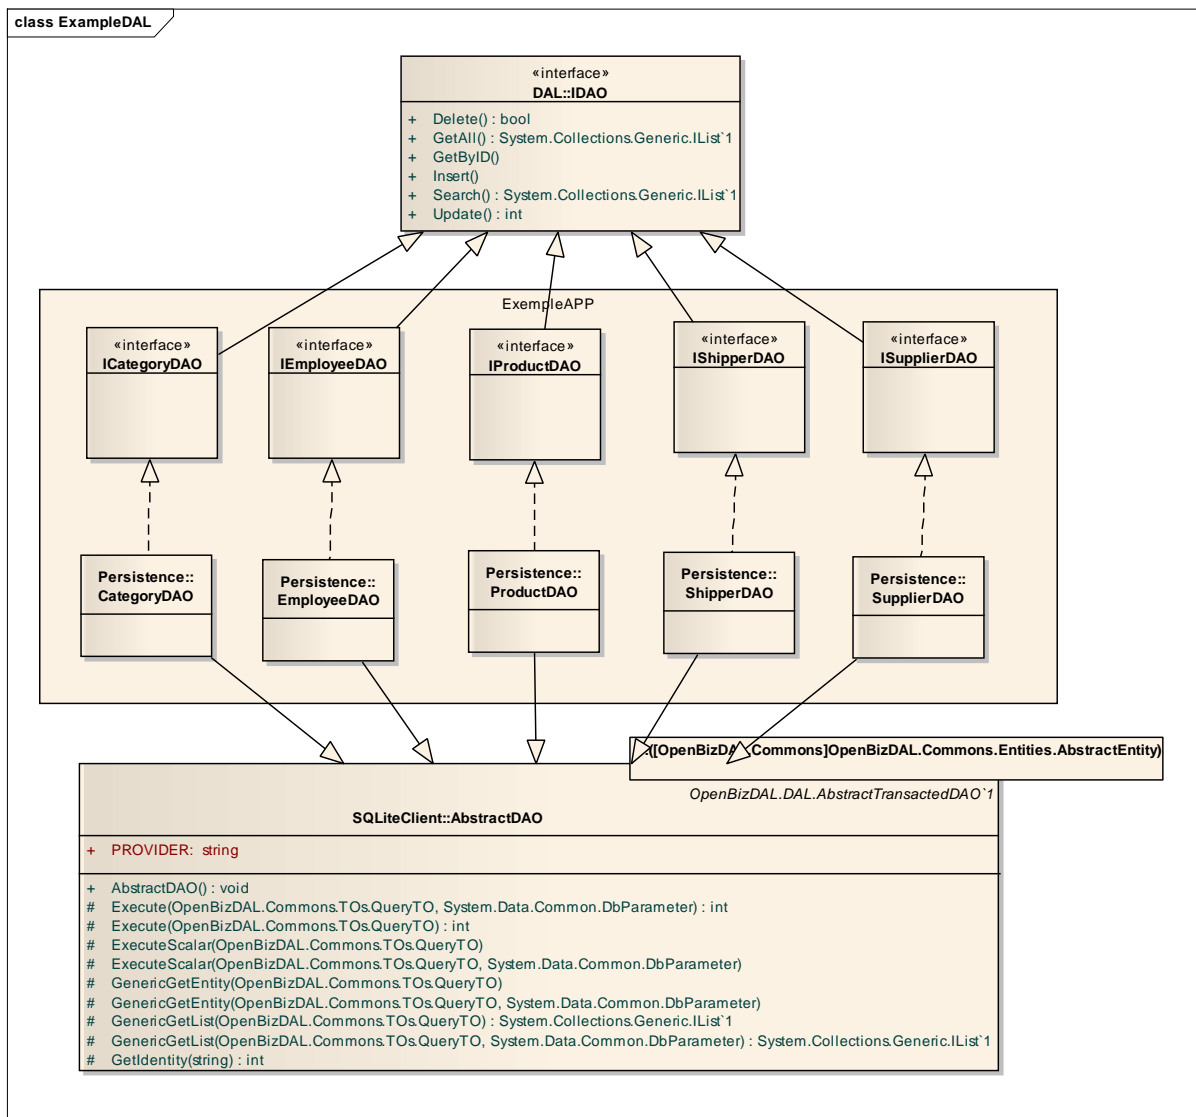 class ExampleDAL
«interface»
DAL::IDAO
+ Delete() : bool
+ GetAll() : System.Collections.Generic.IList`1
+ GetByID()
+ Insert()
+ Search() : System.Collections.Generic.IList`1
+ Update() : int
ExempleAPP
«interface»
ICategoryDAO
«interface»
IEmployeeDAO
«interface»
IProductDAO
«interface»
IShipperDAO
«interface»
ISupplierDAO
Persistence::
CategoryDAO
Persistence::
EmployeeDAO
Persistence::
ProductDAO
Persistence::
ShipperDAO
Persistence::
SupplierDAO
([OpenBizDAL.Commons]OpenBizDAL.Commons.Entities.AbstractEntity)
OpenBizDAL.DAL.AbstractTransactedDAO`1
SQLiteClient::AbstractDAO
+ PROVIDER: string
+ AbstractDAO() : void
# Execute(OpenBizDAL.Commons.TOs.QueryTO, System.Data.Common.DbParameter) : int
# Execute(OpenBizDAL.Commons.TOs.QueryTO) : int
# ExecuteScalar(OpenBizDAL.Commons.TOs.QueryTO)
# ExecuteScalar(OpenBizDAL.Commons.TOs.QueryTO, System.Data.Common.DbParameter)
# GenericGetEntity(OpenBizDAL.Commons.TOs.QueryTO)
# GenericGetEntity(OpenBizDAL.Commons.TOs.QueryTO, System.Data.Common.DbParameter)
# GenericGetList(OpenBizDAL.Commons.TOs.QueryTO) : System.Collections.Generic.IList`1
# GenericGetList(OpenBizDAL.Commons.TOs.QueryTO, System.Data.Common.DbParameter) : System.Collections.Generic.IList`1
# GetIdentity(string) : int